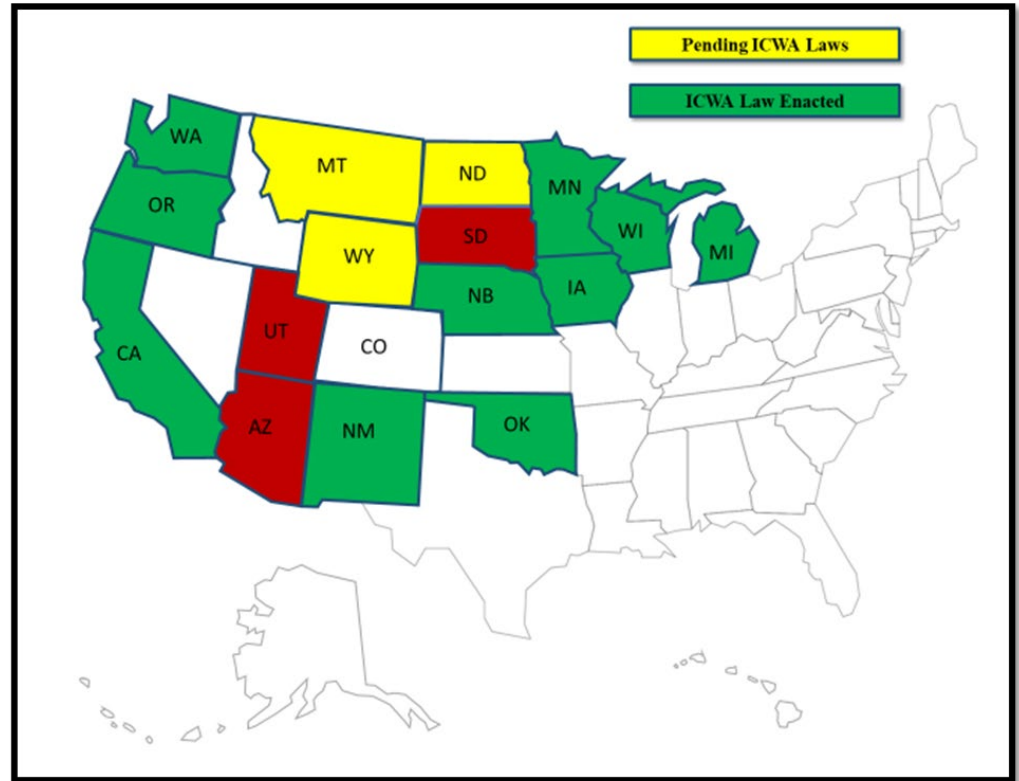 Pending ICWA Laws
ICWA Law Enacted
WA
MT
ND
MN
OR
SD
WI
MI
WY
NB
IA
UT
CO
CA
AZ
NM
OK